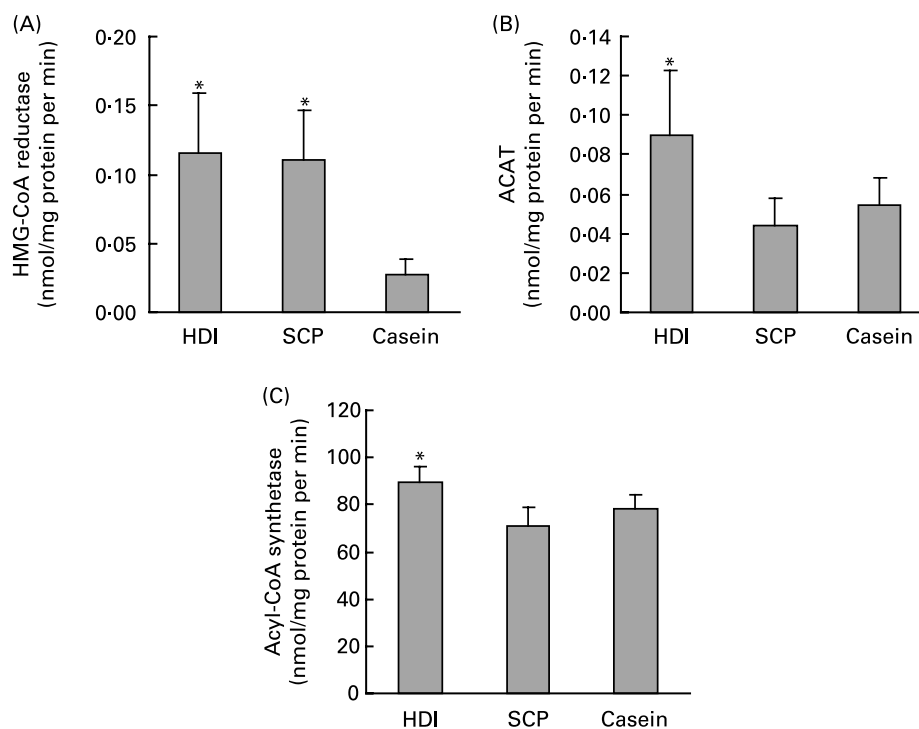 (A)
HMG-CoA reductase
(nmol/mg protein per min)
0·20
0·15
0·10
0·05
0·00
*
*
HDI
SCP
Casein
(B)
ACAT
(nmol/mg protein per min)
0·14
0·12
0·10
0·08
0·06
0·04
0·02
0·00
*
HDI
SCP
Casein
(C)
Acyl-CoA synthetase
(nmol/mg protein per min)
120
100
80
60
40
20
0
*
HDI
SCP
Casein